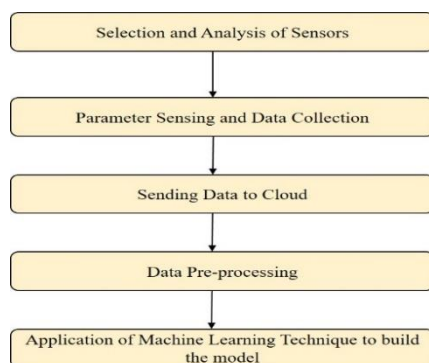 Selection and Analysis of Sensors
Parameter Sensing and Data Collection
Sending Data to Cloud
Data Pre-processing
Application of Machine Learning Technique to build
the model